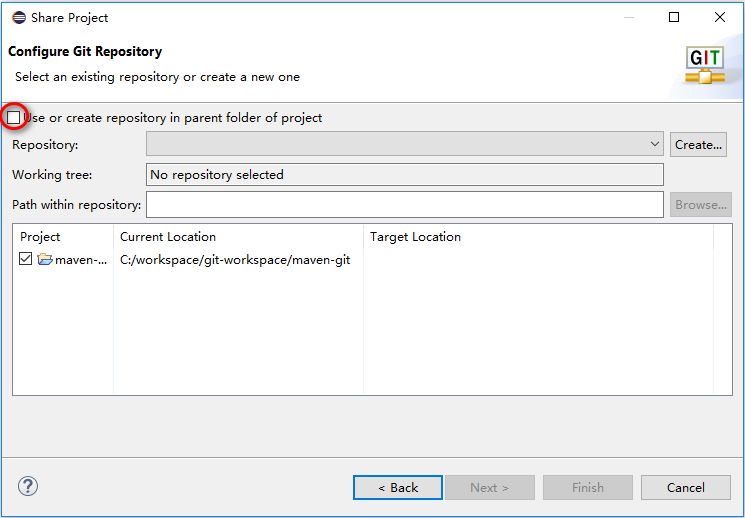 Share Project
Configure Git Repository
Select an existing repository or create a new one
GIT
Use or create repository in parent folder of project
Repository: Create...
Working tree: No repository selected
Path within repository: Browse...
Project Current Location Target Location
maven-... C:/workspace/git-workspace/maven-git
? < Back Next > Finish Cancel